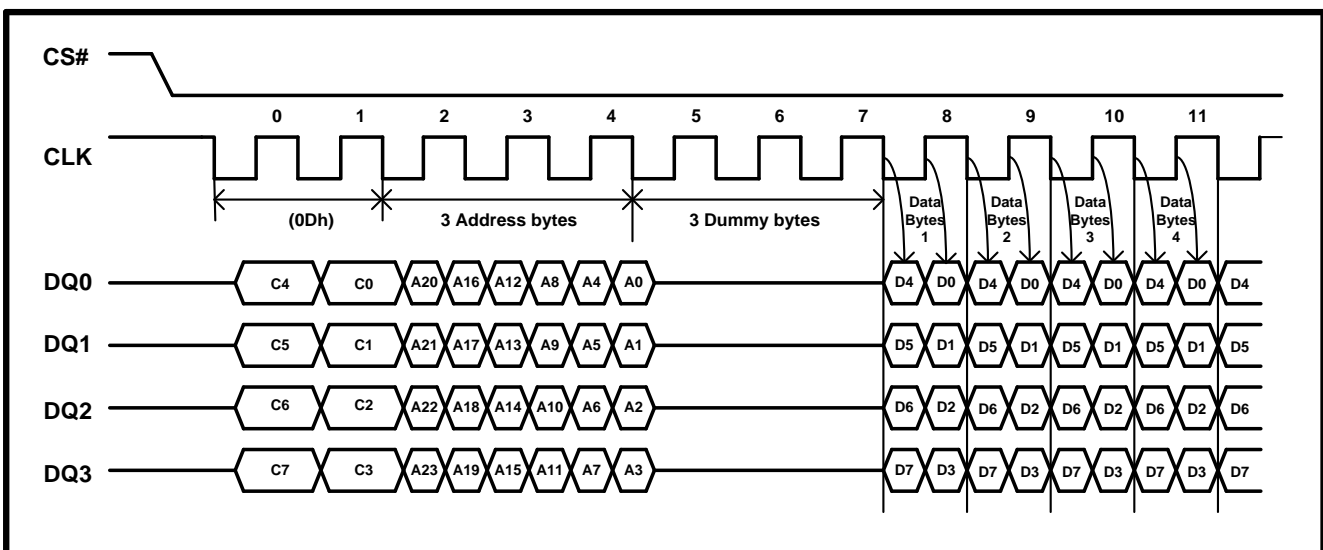 CS#
0 1 2 3 4 5 6 7 8 9 10 11
CLK
(0Dh) 3 Address bytes 3 Dummy bytes
Data Bytes 1
Data Bytes 2
Data Bytes 3
Data Bytes 4
DQ0 C4 C0 A20 A16 A12 A8 A4 A0 D4 D0 D4 D0 D4 D0 D4 D0 D4
DQ1 C5 C1 A21 A17 A13 A9 A5 A1 D5 D1 D5 D1 D5 D1 D5 D1 D5
DQ2 C6 C2 A22 A18 A14 A10 A6 A2 D6 D2 D6 D2 D6 D2 D6 D2 D6
DQ3 C7 C3 A23 A19 A15 A11 A7 A3 D7 D3 D7 D3 D7 D3 D7 D3 D7